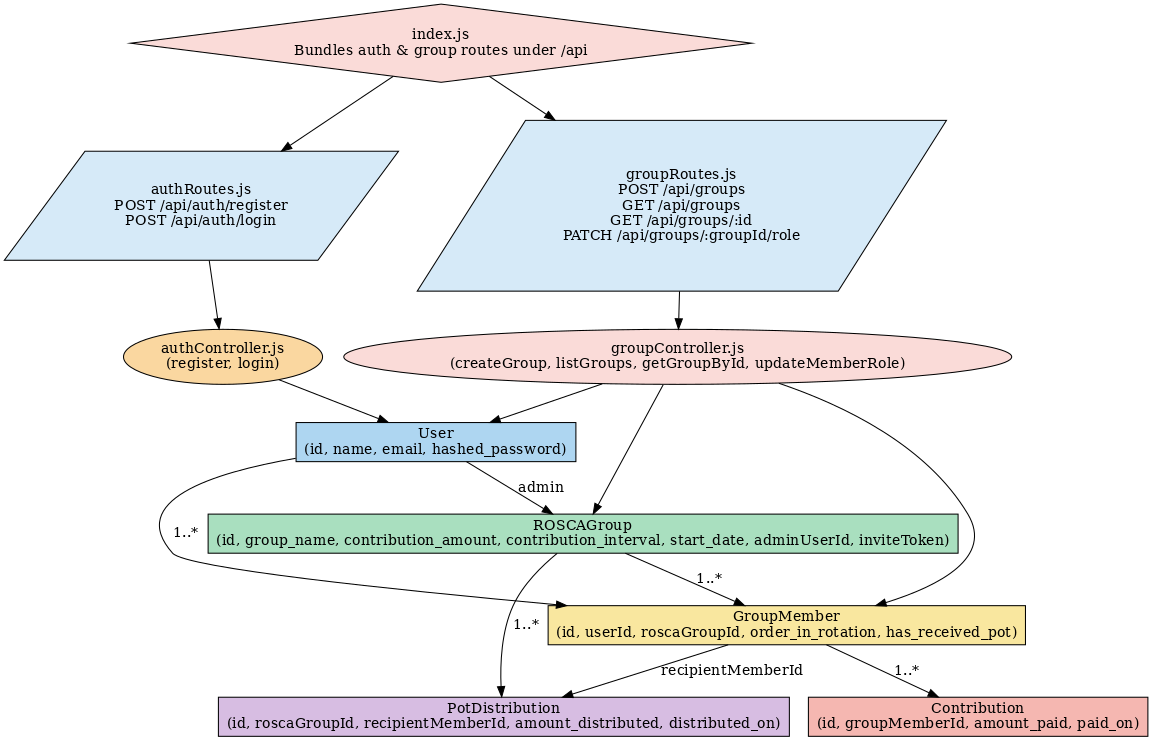 index.js
Bundles auth & group routes under /api
authRoutes.js
POST /api/auth/register
POST /api/auth/login
groupRoutes.js
POST /api/groups
GET /api/groups
GET /api/groups/:id
PATCH /api/groups/:groupId/role
authController.js
(register, login)
groupController.js
(createGroup, listGroups, getGroupById, updateMemberRole)
User
(id, name, email, hashed_password)
admin
1..*
ROSCAGroup
(id, group_name, contribution_amount, contribution_interval, start_date, adminUserId, inviteToken)
1..*
1..*
GroupMember
(id, userId, roscaGroupId, order_in_rotation, has_received_pot)
recipientMemberId
1..*
PotDistribution
(id, roscaGroupId, recipientMemberId, amount_distributed, distributed_on)
Contribution
(id, groupMemberId, amount_paid, paid_on)